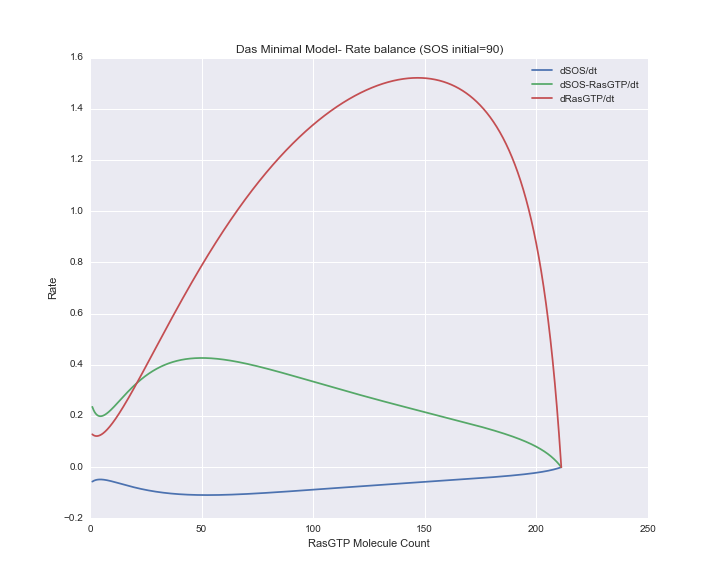 Das Minimal Model- Rate balance (SOS initial=90)
1.6
1.4
1.2
1.0
0.8
0.6
0.4
0.2
0.0
−0.2
Rate
dSOS/dt
dSOS-RasGTP/dt
dRasGTP/dt
0 50 100 150 200 250
RasGTP Molecule Count